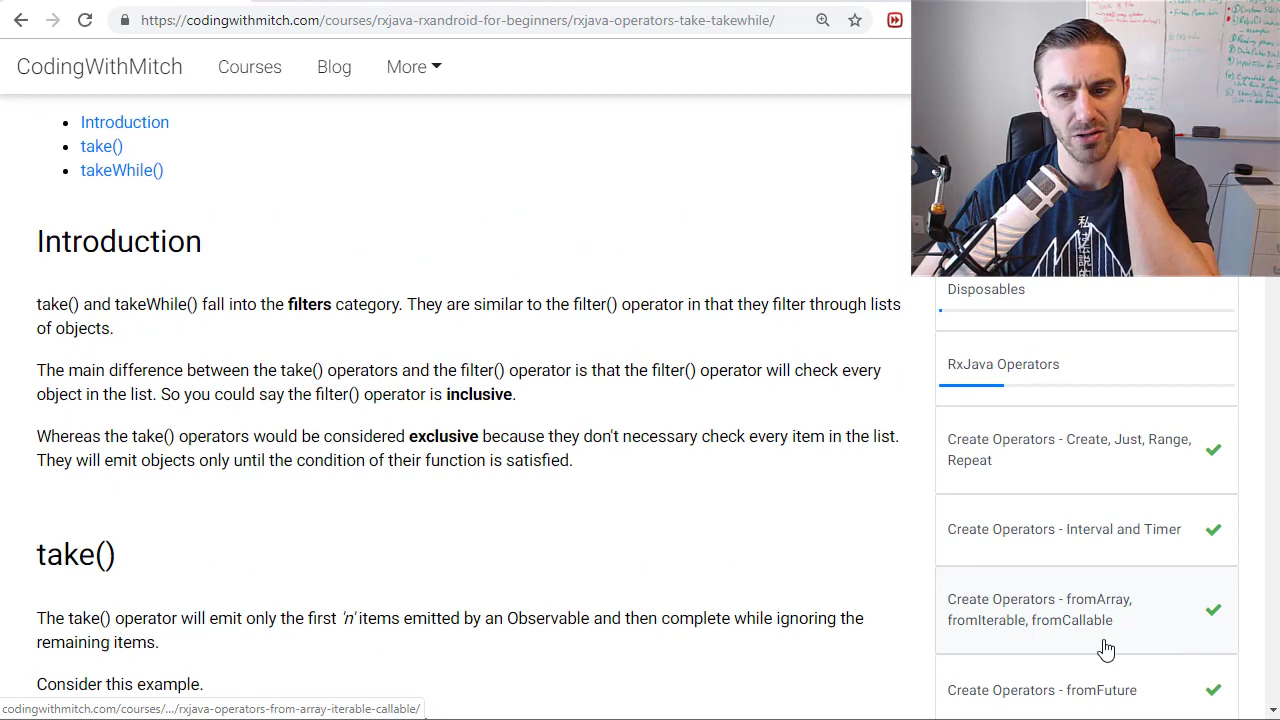 https://codingwithmitch.com/courses/rxjava-rxandroid-for-beginners/rxjava-operators-take-takewhile/
CodingWithMitch
Courses
Blog
More
Introduction
take()
takeWhile()
Introduction
take() and takeWhile() fall into the filters category. They are similar to the filter() operator in that they filter through lists
of objects.
The main difference between the take() operators and the filter() operator is that the filter() operator will check every
object in the list. So you could say the filter() operator is inclusive.
Whereas the take() operators would be considered exclusive because they don't necessary check every item in the list.
They will emit objects only until the condition of their function is satisfied.
take()
The take() operator will emit only the first 'n' items emitted by an Observable and then complete while ignoring the
remaining items.
Consider this example.
codingwithmitch.com/courses/.../rxjava-operators-from-array-iterable-callable/
Disposables
RxJava Operators
Create Operators - Create, Just, Range,
Repeat
Create Operators - Interval and Timer
Create Operators - fromArray,
fromIterable, fromCallable
Create Operators - fromFuture